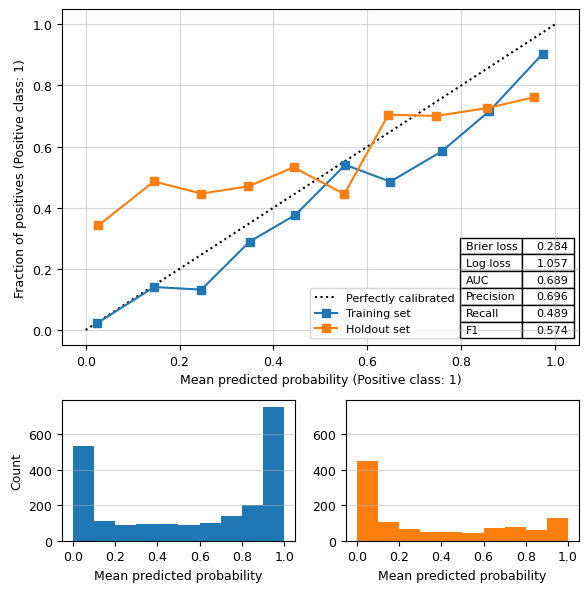 Fraction of positives (Positive class: 1)
1.0
0.8
0.6
0.4
0.2
0.0
Perfectly calibrated
Training set
Holdout set
Brier loss 0.284
Log loss 1.057
AUC 0.689
Precision 0.696
Recall 0.489
F1 0.574
0.0 0.2 0.4 0.6 0.8 1.0
Mean predicted probability (Positive class: 1)
Count
600
400
200
0
0.0 0.2 0.4 0.6 0.8 1.0
Mean predicted probability
600
400
200
0
0.0 0.2 0.4 0.6 0.8 1.0
Mean predicted probability